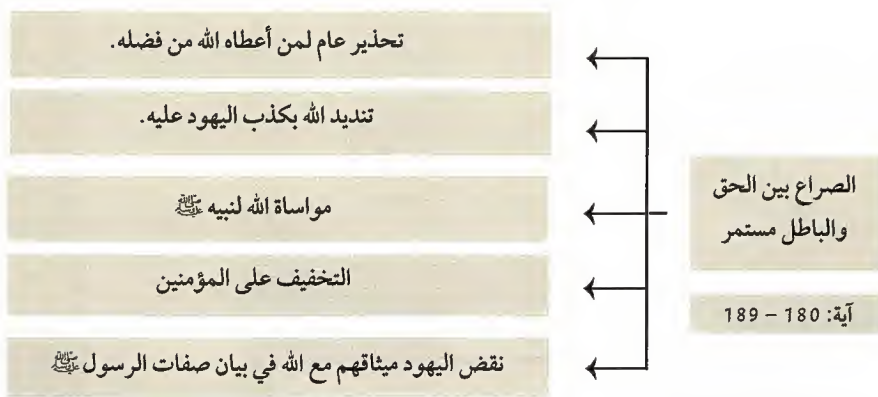 الصراع بين الحق
والباطل مستمر
آية: 180 – 189
تحذير عام لمن أعطاه الله من فضله.
تنديد الله بكذب اليهود عليه.
مواساة الله لنبيه ﷺ
التخفيف على المؤمنين
نقض اليهود ميثاقهم مع الله في بيان صفات الرسول ﷺ